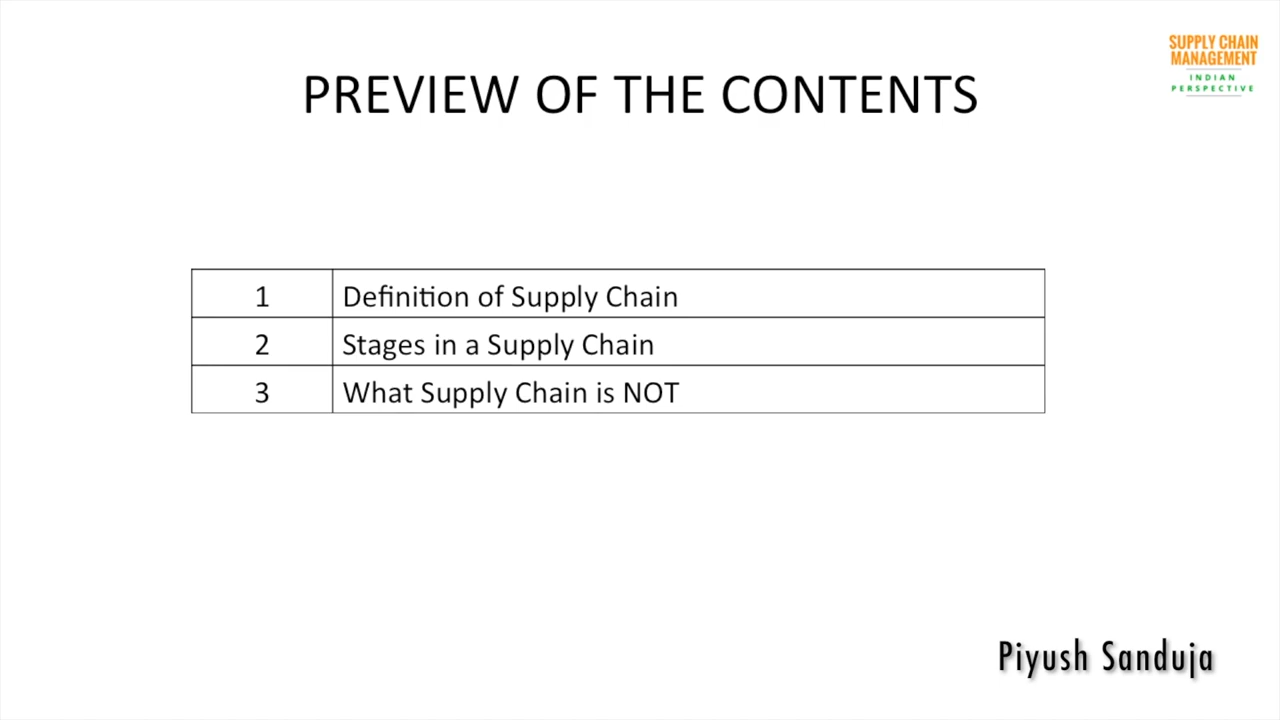 SUPPLY CHAIN
MANAGEMENT
INDIAN
PERSPECTIVE
PREVIEW OF THE CONTENTS
1 Definition of Supply Chain
2 Stages in a Supply Chain
3 What Supply Chain is NOT
Piyush Sanduja